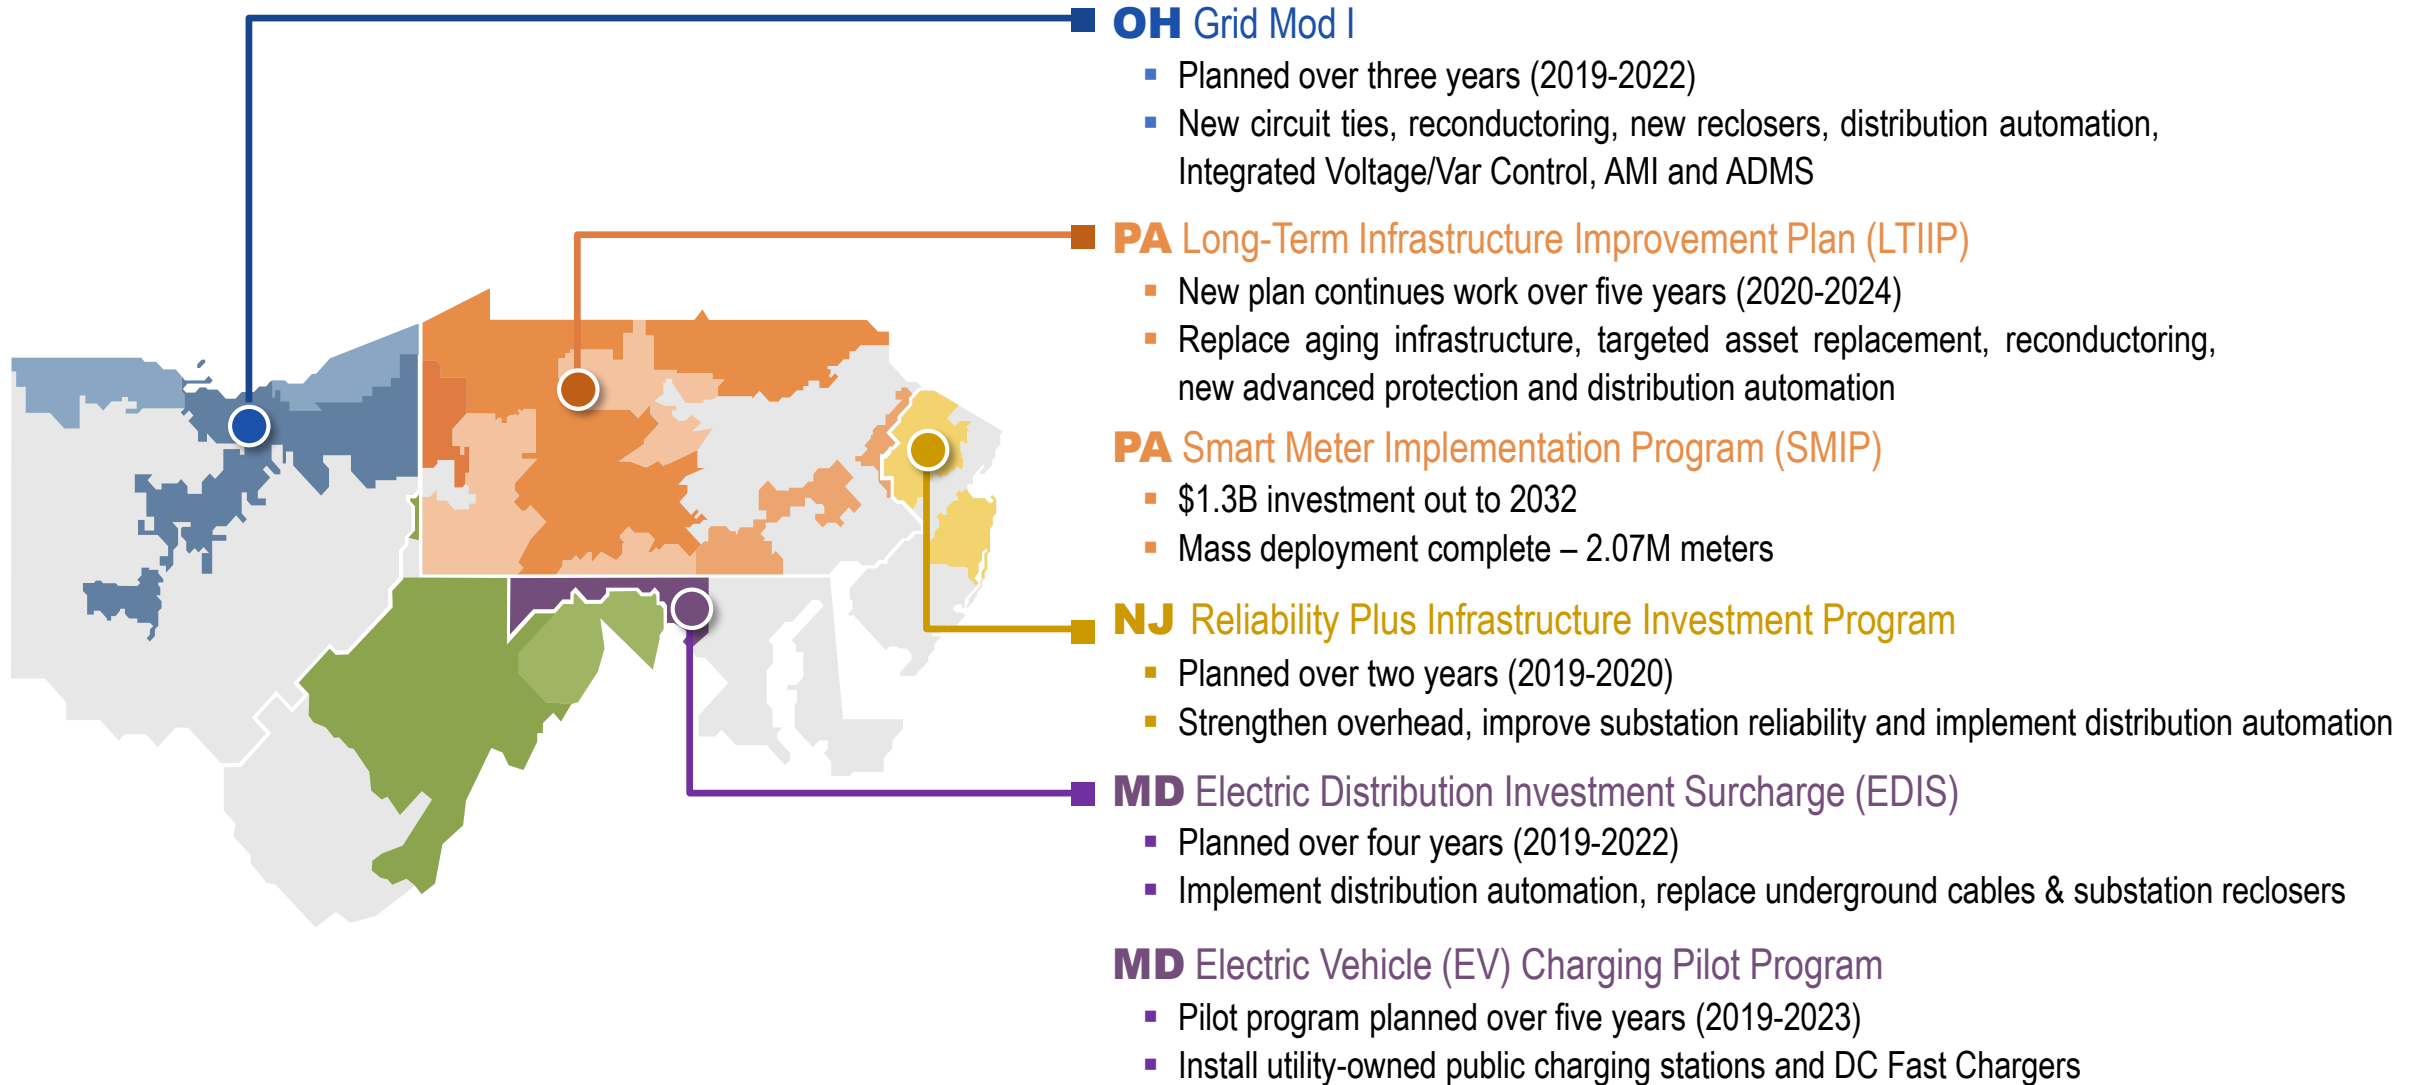 OH Grid Mod I
▪ Planned over three years (2019-2022)
▪ New circuit ties, reconductoring, new reclosers, distribution automation,
Integrated Voltage/Var Control, AMI and ADMS
PA Long-Term Infrastructure Improvement Plan (LTIIP)
▪ New plan continues work over five years (2020-2024)
▪ Replace aging infrastructure, targeted asset replacement, reconductoring,
new advanced protection and distribution automation
PA Smart Meter Implementation Program (SMIP)
▪ $1.3B investment out to 2032
▪ Mass deployment complete – 2.07M meters
NJ Reliability Plus Infrastructure Investment Program
▪ Planned over two years (2019-2020)
▪ Strengthen overhead, improve substation reliability and implement distribution automation
MD Electric Distribution Investment Surcharge (EDIS)
▪ Planned over four years (2019-2022)
▪ Implement distribution automation, replace underground cables & substation reclosers
MD Electric Vehicle (EV) Charging Pilot Program
▪ Pilot program planned over five years (2019-2023)
▪ Install utility-owned public charging stations and DC Fast Chargers